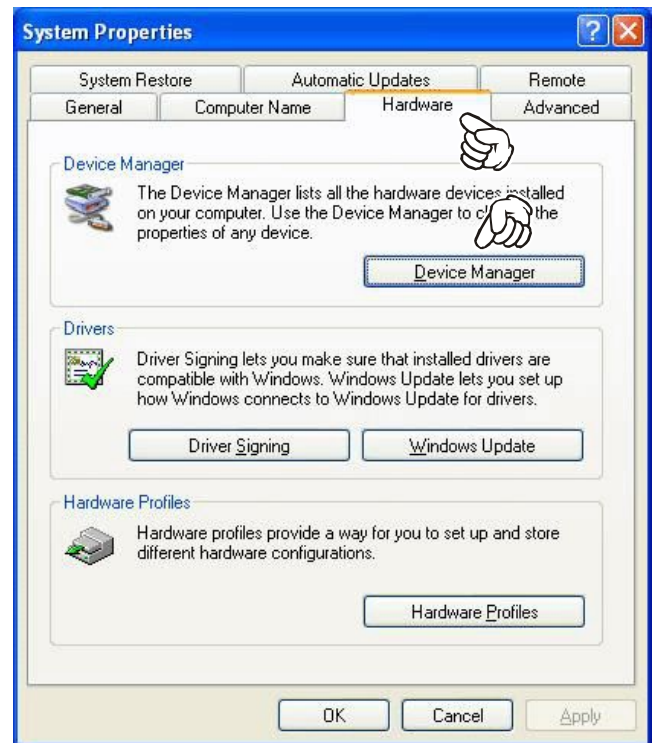 System Properties
?
X
System Restore
Automatic Updates
Remote
General
Computer Name
Hardware
Advanced
Device Manager
The Device Manager lists all the hardware devices installed
on your computer. Use the Device Manager to the
properties of any device.
Device Manager
Drivers
Driver Signing lets you make sure that installed drivers are
compatible with Windows. Windows Update lets you set up
how Windows connects to Windows Update for drivers.
Driver Signing
Windows Update
Hardware Profiles
Hardware profiles provide a way for you to set up and store
different hardware configurations.
Hardware Profiles
OK
Cancel
Apply